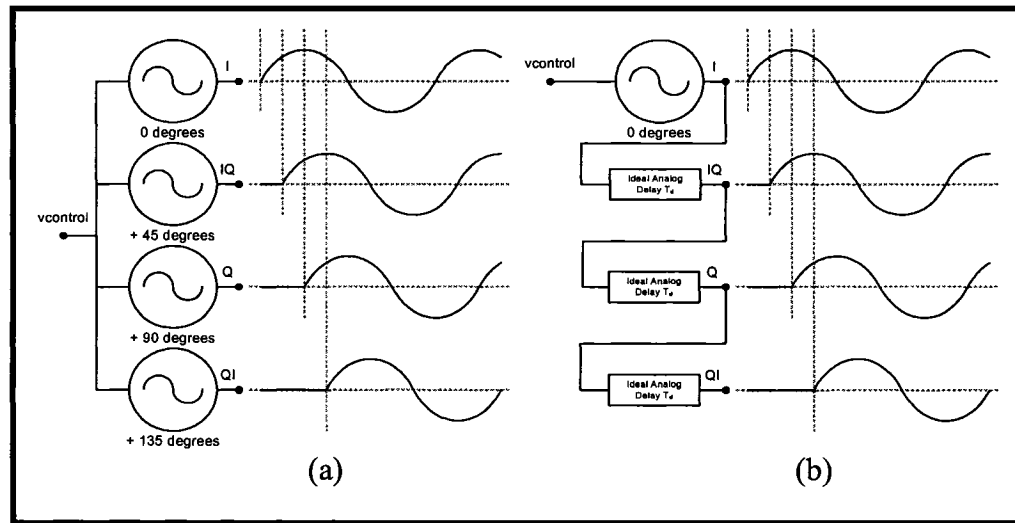 vcontrol
I
0 degrees
IQ
+ 45 degrees
Q
+ 90 degrees
QI
+ 135 degrees
(a)
vcontrol
I
0 degrees
Ideal Analog
Delay Td
IQ
Ideal Analog
Delay Td
Q
Ideal Analog
Delay Td
QI
(b)